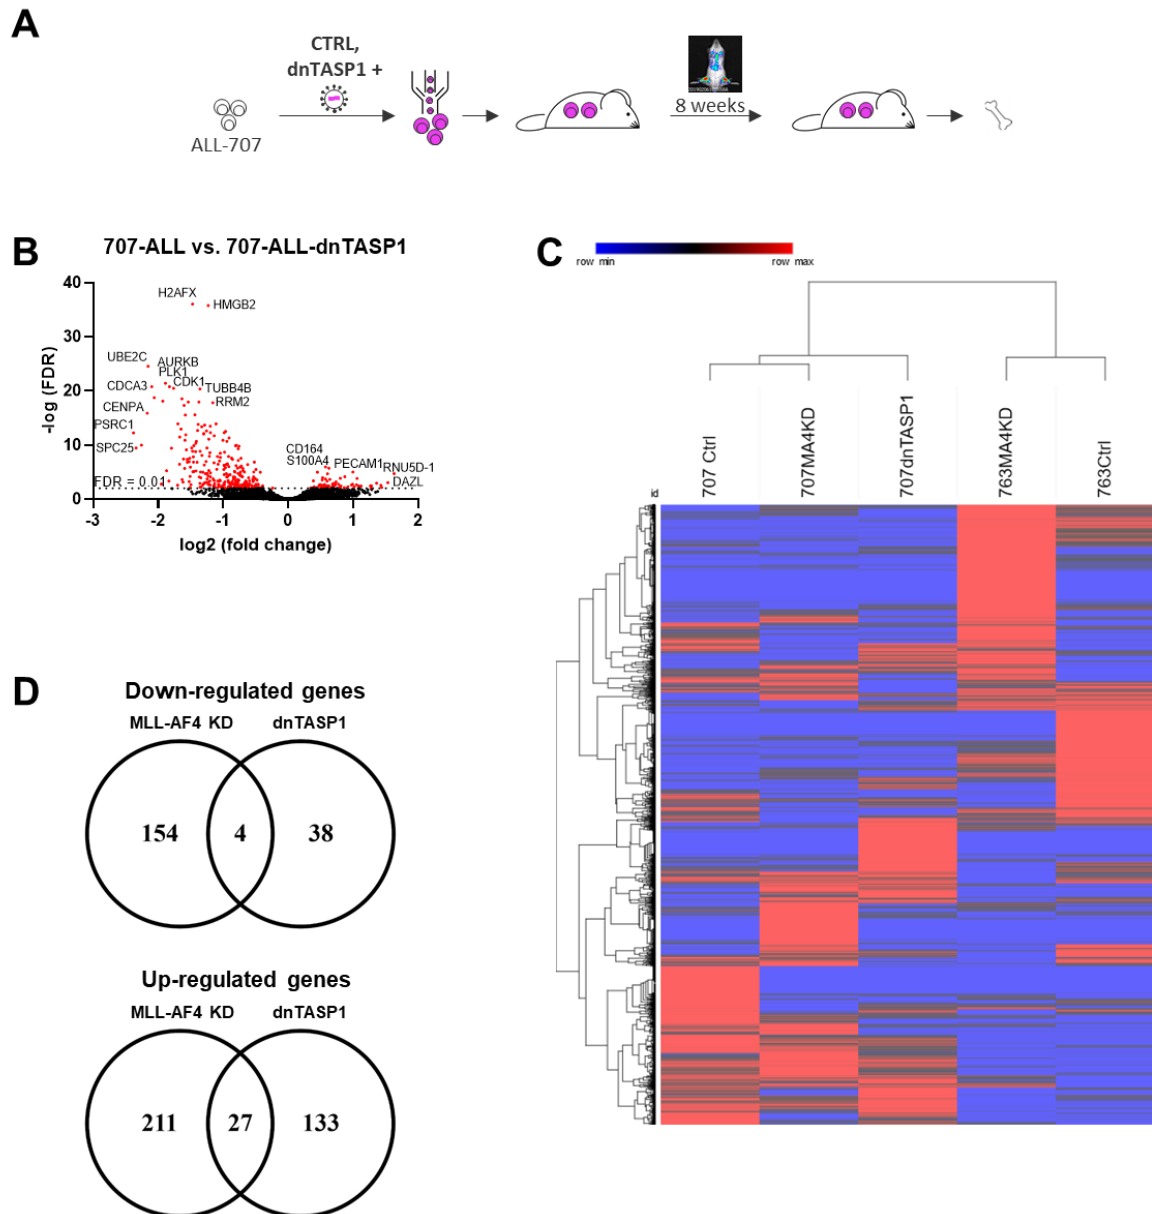 A
CTRL,
dnTASP1 +
ALL-707
8 weeks
B
707-ALL vs. 707-ALL-dnTASP1
-log (FDR)
40
30
20
10
0
H2AFX
HMGB2
UBE2C
AURKB
PLK1
CDCA3
CDK1
TUBB4B
CENPA
RRM2
PSRC1
SPC25
CD164
S100A4
PECAM1
RNU5D-1
DAZL
FDR = 0.01
-3 -2 -1 0 1 2
log2 (fold change)
C
row min row max
707 Ctrl
707MA4KD
707dnTASP1
763MA4KD
763Ctrl
id
D
Down-regulated genes
MLL-AF4 KD dnTASP1
154 4 38
Up-regulated genes
MLL-AF4 KD dnTASP1
211 27 133